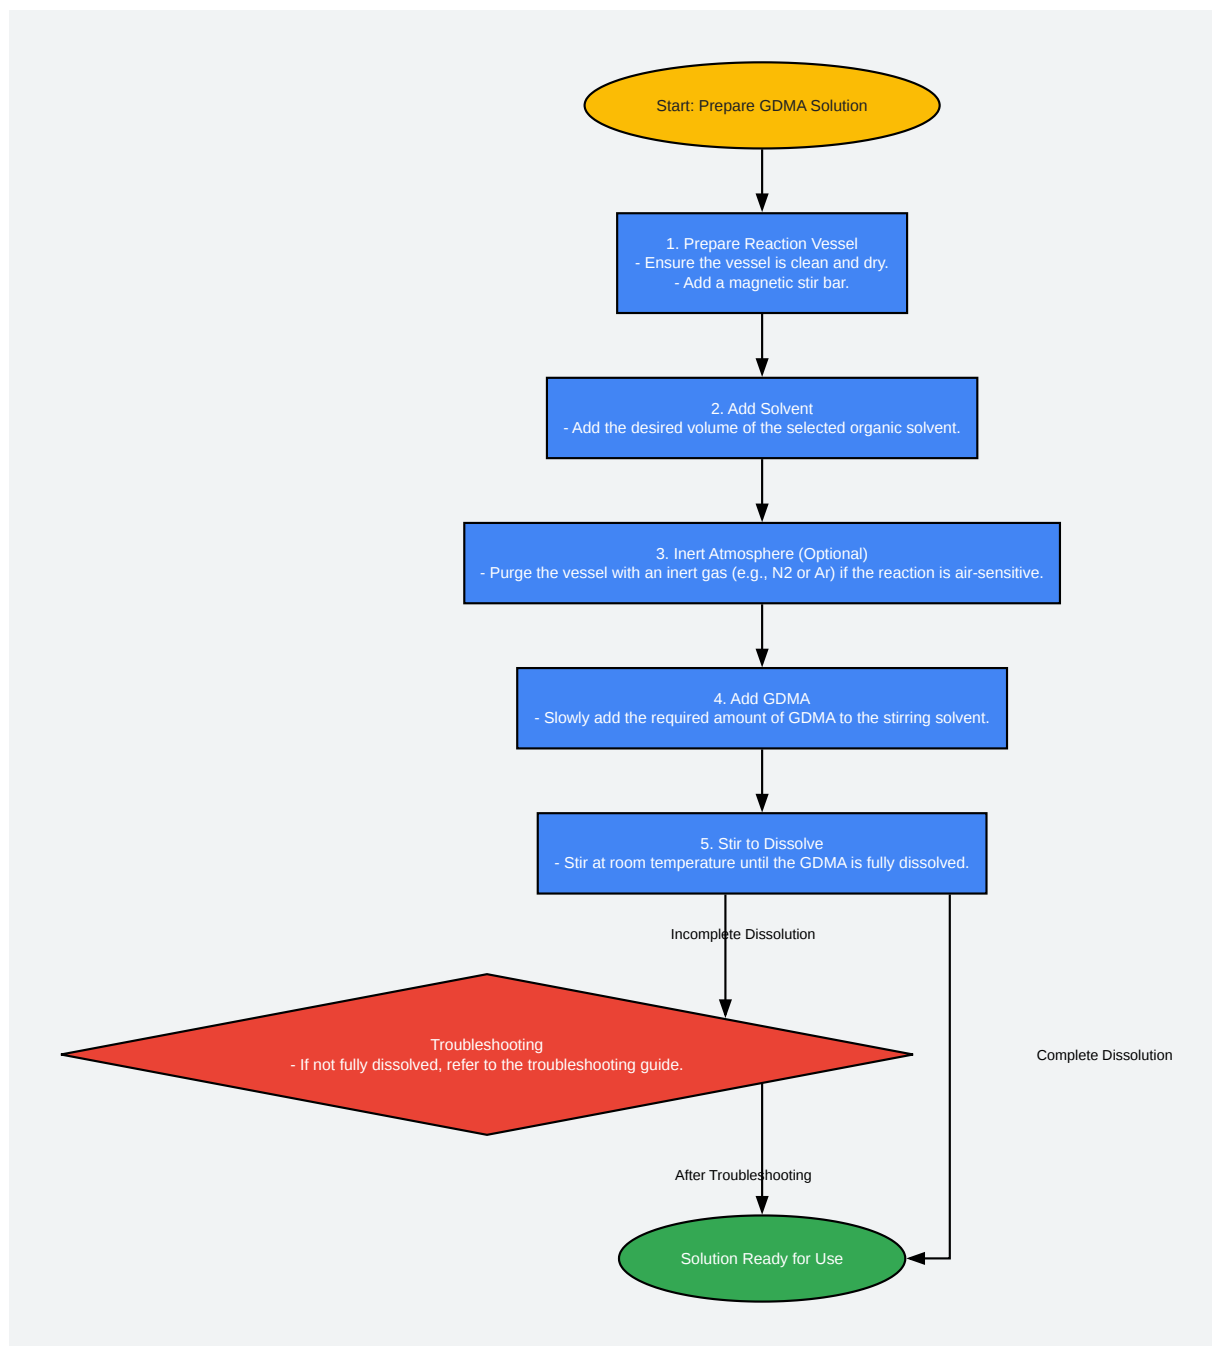 Start: Prepare GDMA Solution
1. Prepare Reaction Vessel
- Ensure the vessel is clean and dry.
- Add a magnetic stir bar.
2. Add Solvent
- Add the desired volume of the selected organic solvent.
3. Inert Atmosphere (Optional)
- Purge the vessel with an inert gas (e.g., N2 or Ar) if the reaction is air-sensitive.
4. Add GDMA
- Slowly add the required amount of GDMA to the stirring solvent.
5. Stir to Dissolve
- Stir at room temperature until the GDMA is fully dissolved.
Incomplete Dissolution
Troubleshooting
- If not fully dissolved, refer to the troubleshooting guide.
Complete Dissolution
After Troubleshooting
Solution Ready for Use